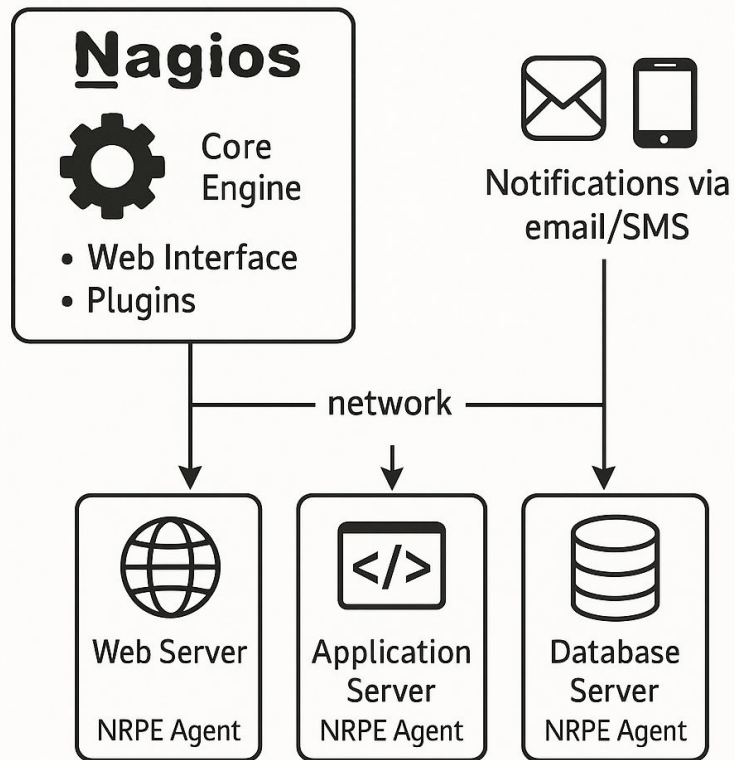 Nagios
Core
Engine
• Web Interface
• Plugins
Notifications via
email/SMS
network
</>
Web Server
NRPE Agent
Application
Server
NRPE Agent
Database
Server
NRPE Agent